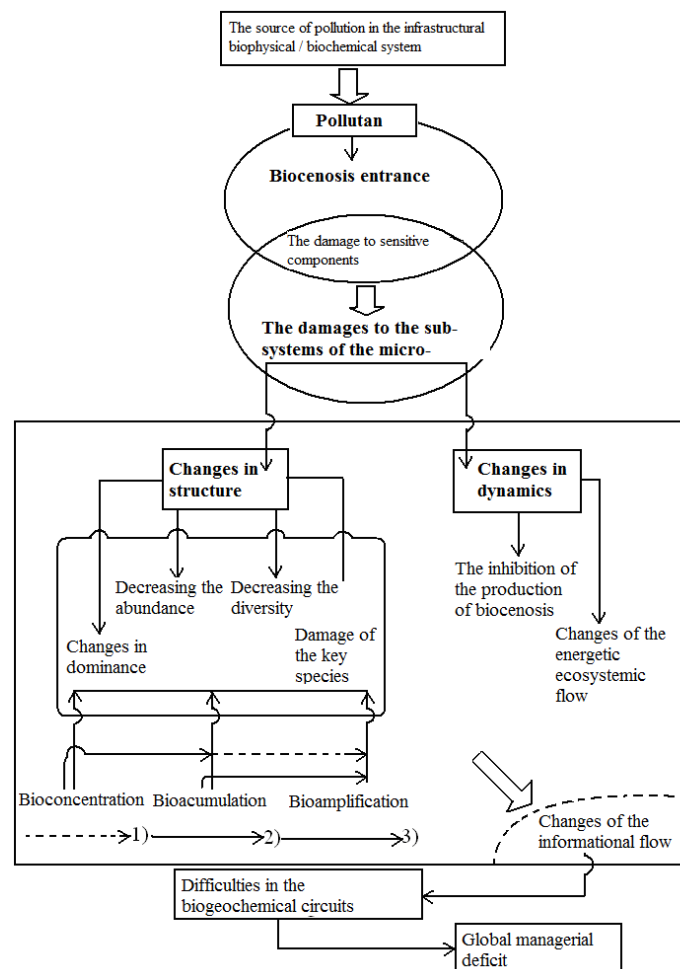 The source of pollution in the infrastructural
biophysical / biochemical system
Pollutan
Biocenosis entrance
The damage to sensitive
components
The damages to the sub-
systems of the micro-
Changes in
structure
Changes in
dynamics
Decreasing the
abundance
Decreasing the
diversity
The inhibition of
the production
of biocenosis
Changes in
dominance
Damage of
the key
species
Changes of the
energetic
ecosystemic
flow
Bioconcentration
Bioacumulation
Bioamplification
1)
2)
3)
Changes of the
informational flow
Difficulties in the
biogeochemical circuits
Global managerial
deficit